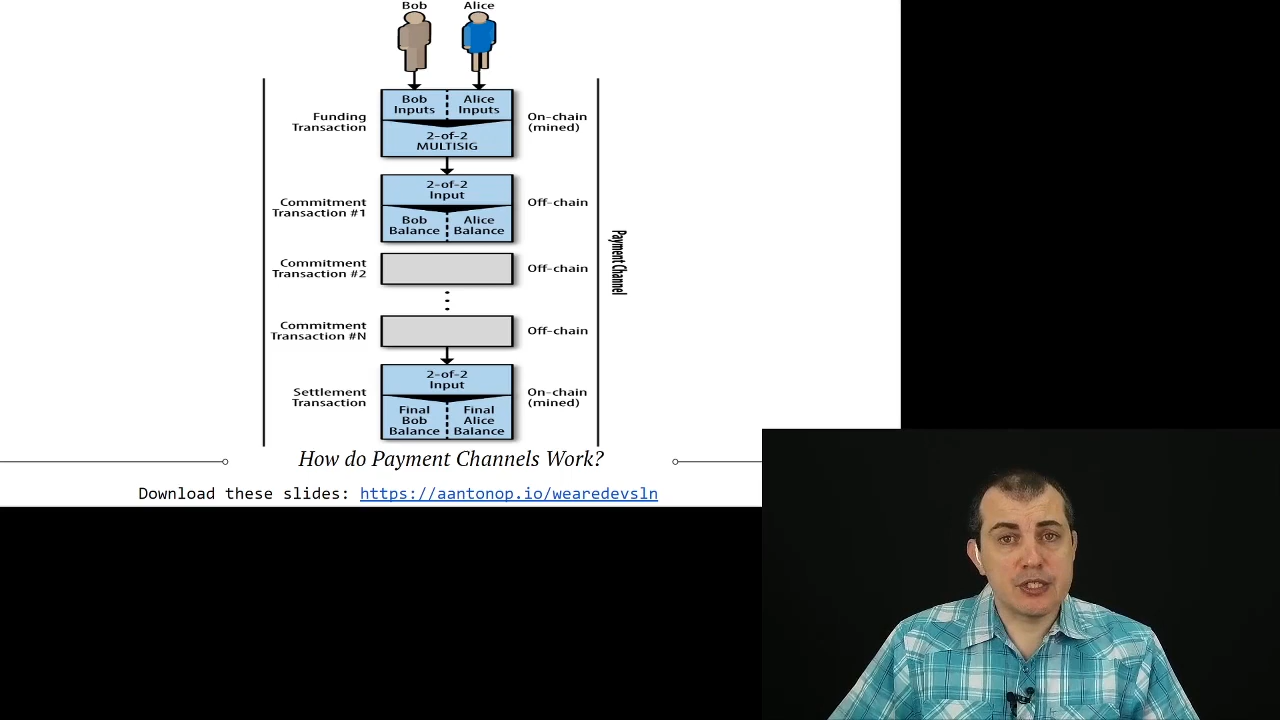 Bob Alice
Funding
Transaction
Bob
Inputs
Alice
Inputs
2-of-2
MULTISIG
On-chain
(mined)
Commitment
Transaction #1
2-of-2
Input
Bob
Balance
Alice
Balance
Off-chain
Commitment
Transaction #2
Off-chain
Commitment
Transaction #N
Off-chain
Settlement
Transaction
2-of-2
Input
Final
Bob
Balance
Final
Alice
Balance
On-chain
(mined)
Payment Channel
How do Payment Channels Work?
Download these slides: https://aantonop.io/wearedevsln